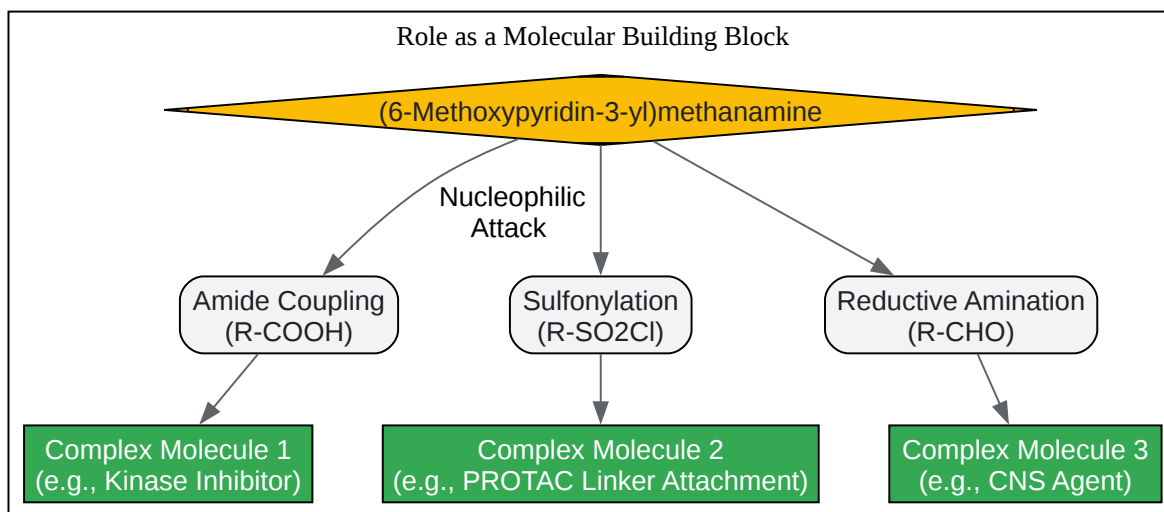 Role as a Molecular Building Block
(6-Methoxypyridin-3-yl)methanamine
Nucleophilic
Attack
Amide Coupling
(R-COOH)
Sulfonylation
(R-SO2Cl)
Reductive Amination
(R-CHO)
Complex Molecule 1
(e.g., Kinase Inhibitor)
Complex Molecule 2
(e.g., PROTAC Linker Attachment)
Complex Molecule 3
(e.g., CNS Agent)